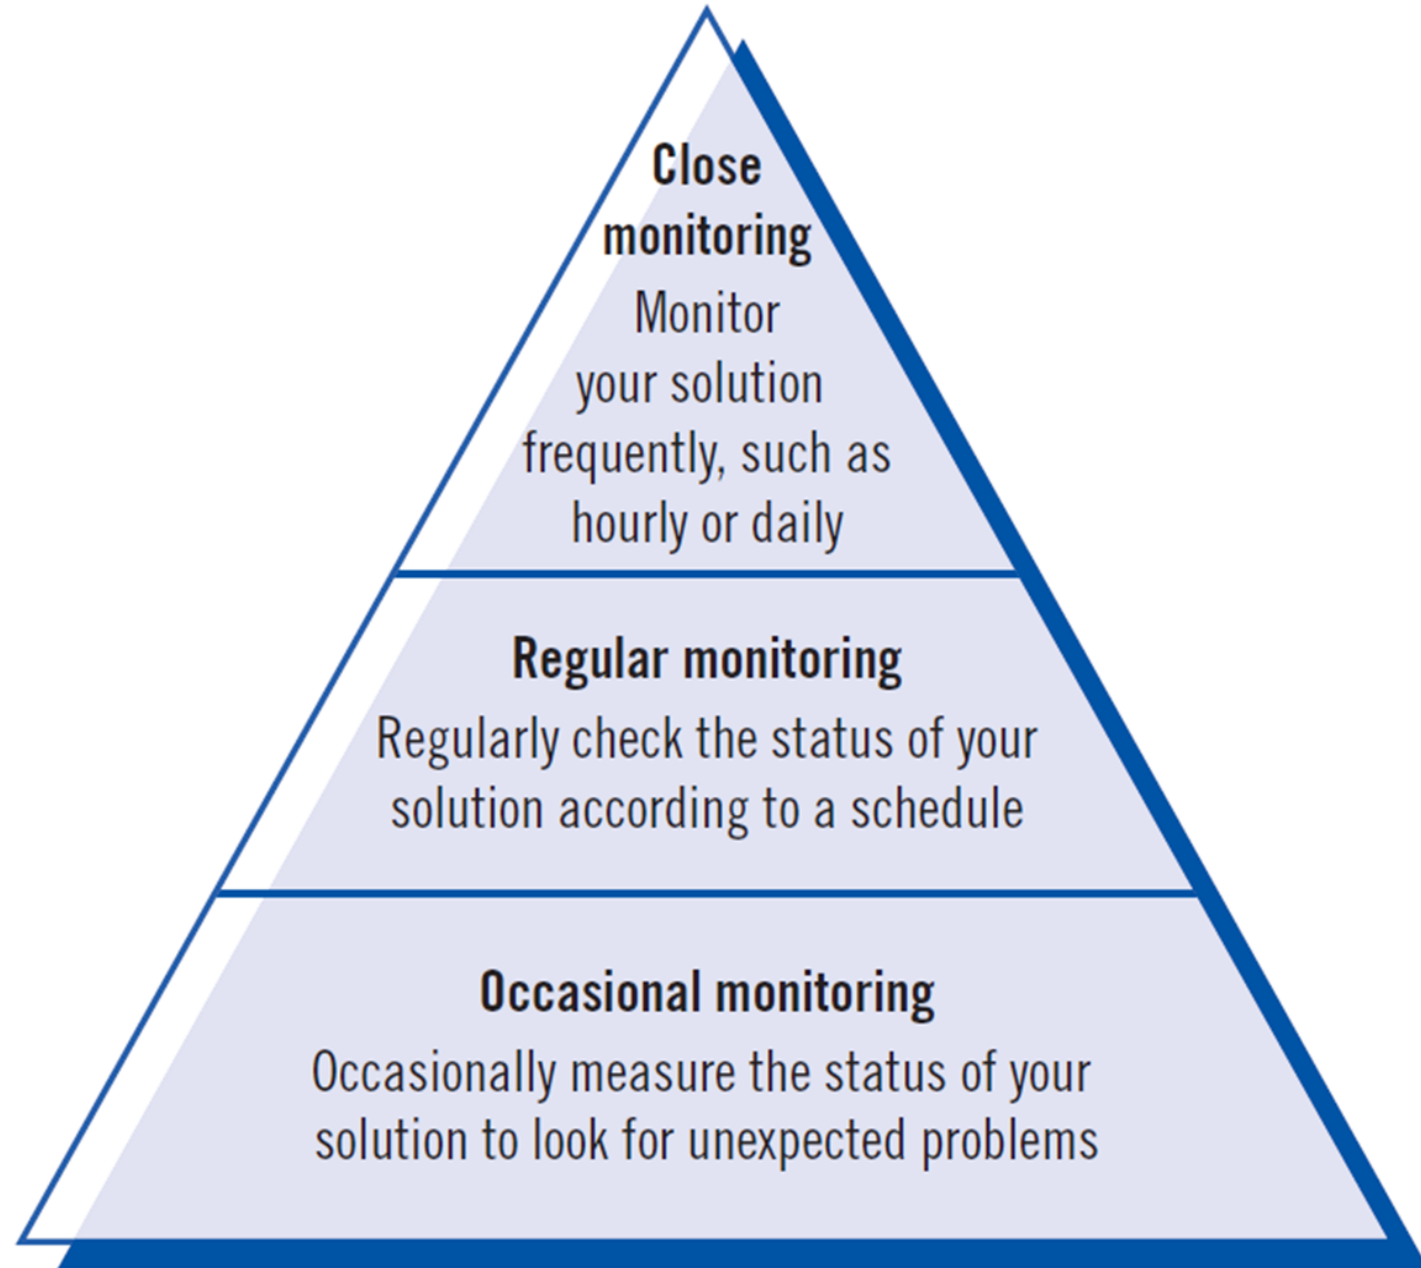 Close
monitoring
Monitor
your solution
frequently, such as
hourly or daily
Regular monitoring
Regularly check the status of your
solution according to a schedule
Occasional monitoring
Occasionally measure the status of your
solution to look for unexpected problems